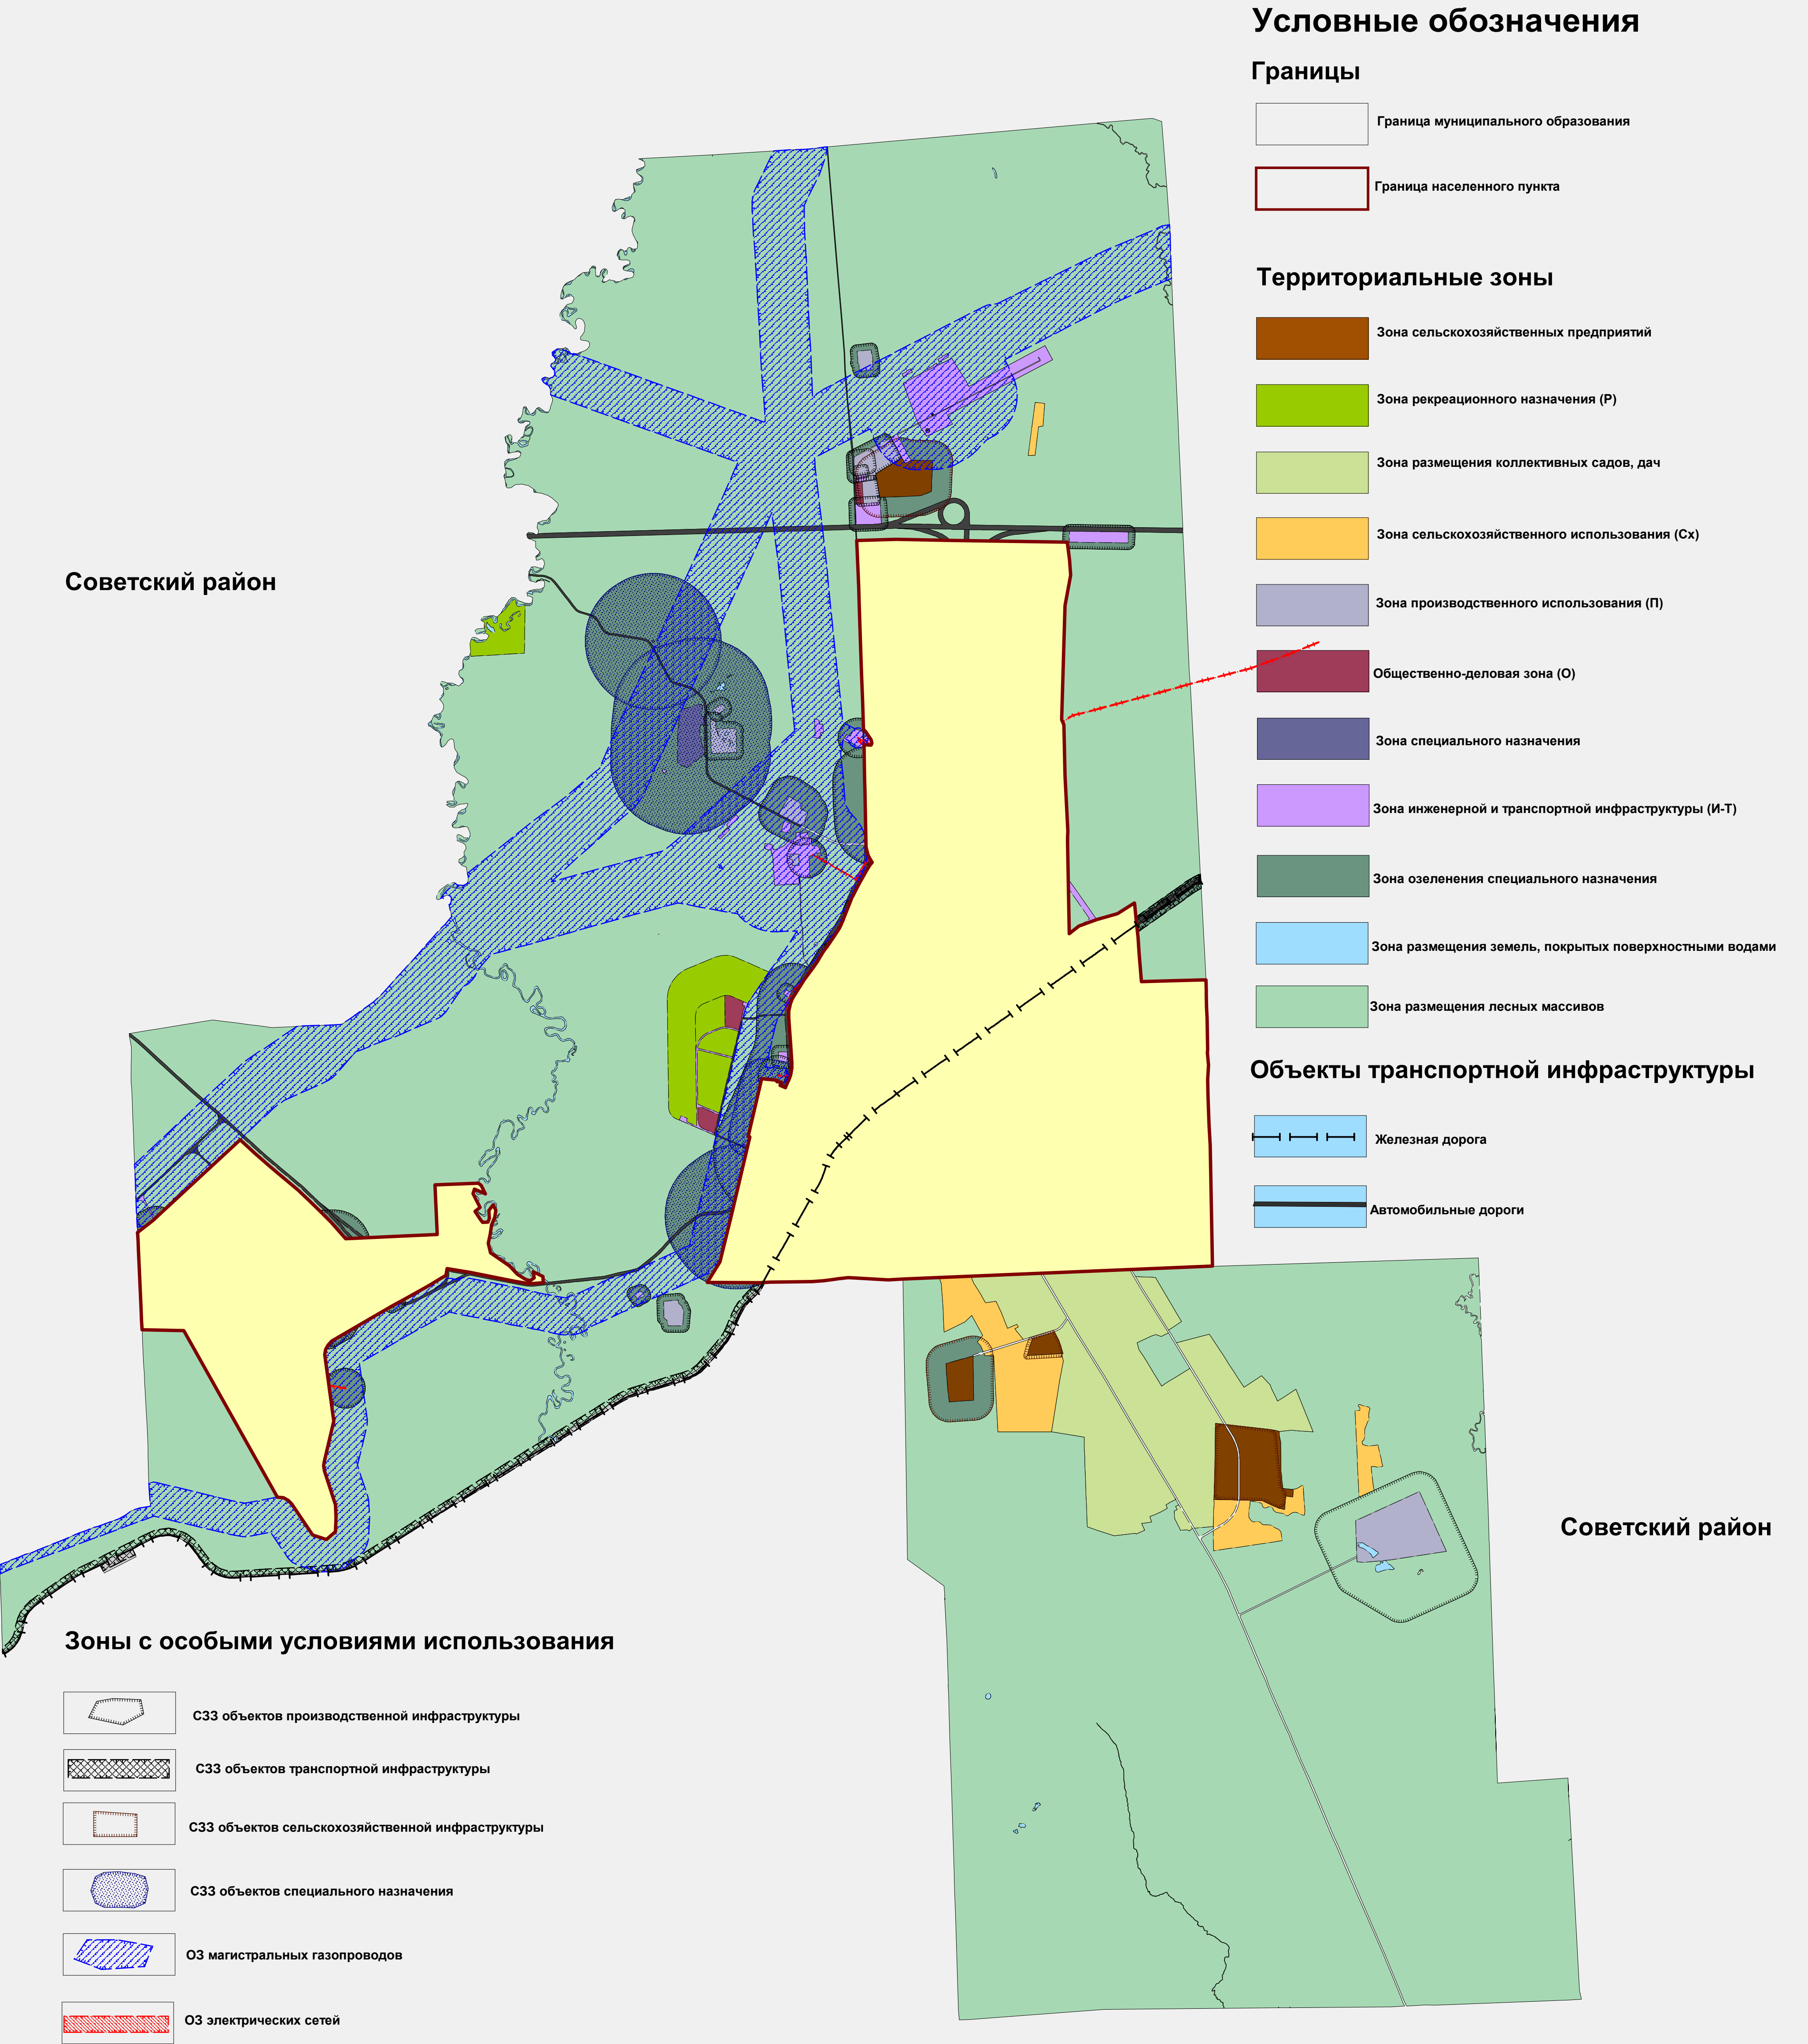 Условные обозначения
Границы
Граница муниципального образования
Граница населенного пункта
Территориальные зоны
Зона сельскохозяйственных предприятий
Зона рекреационного назначения (Р)
Зона размещения коллективных садов, дач
Зона сельскохозяйственного использования (Сх)
Зона производственного использования (П)
Общественно-деловая зона (О)
Зона специального назначения
Зона инженерной и транспортной инфраструктуры (И-Т)
Зона озеленения специального назначения
Зона размещения земель, покрытых поверхностными водами
Зона размещения лесных массивов
Объекты транспортной инфраструктуры
Железная дорога
Автомобильные дороги
Советский район
Советский район
Зоны с особыми условиями использования
СЗЗ объектов производственной инфраструктуры
СЗЗ объектов транспортной инфраструктуры
СЗЗ объектов сельскохозяйственной инфраструктуры
СЗЗ объектов специального назначения
ОЗ магистральных газопроводов
ОЗ электрических сетей